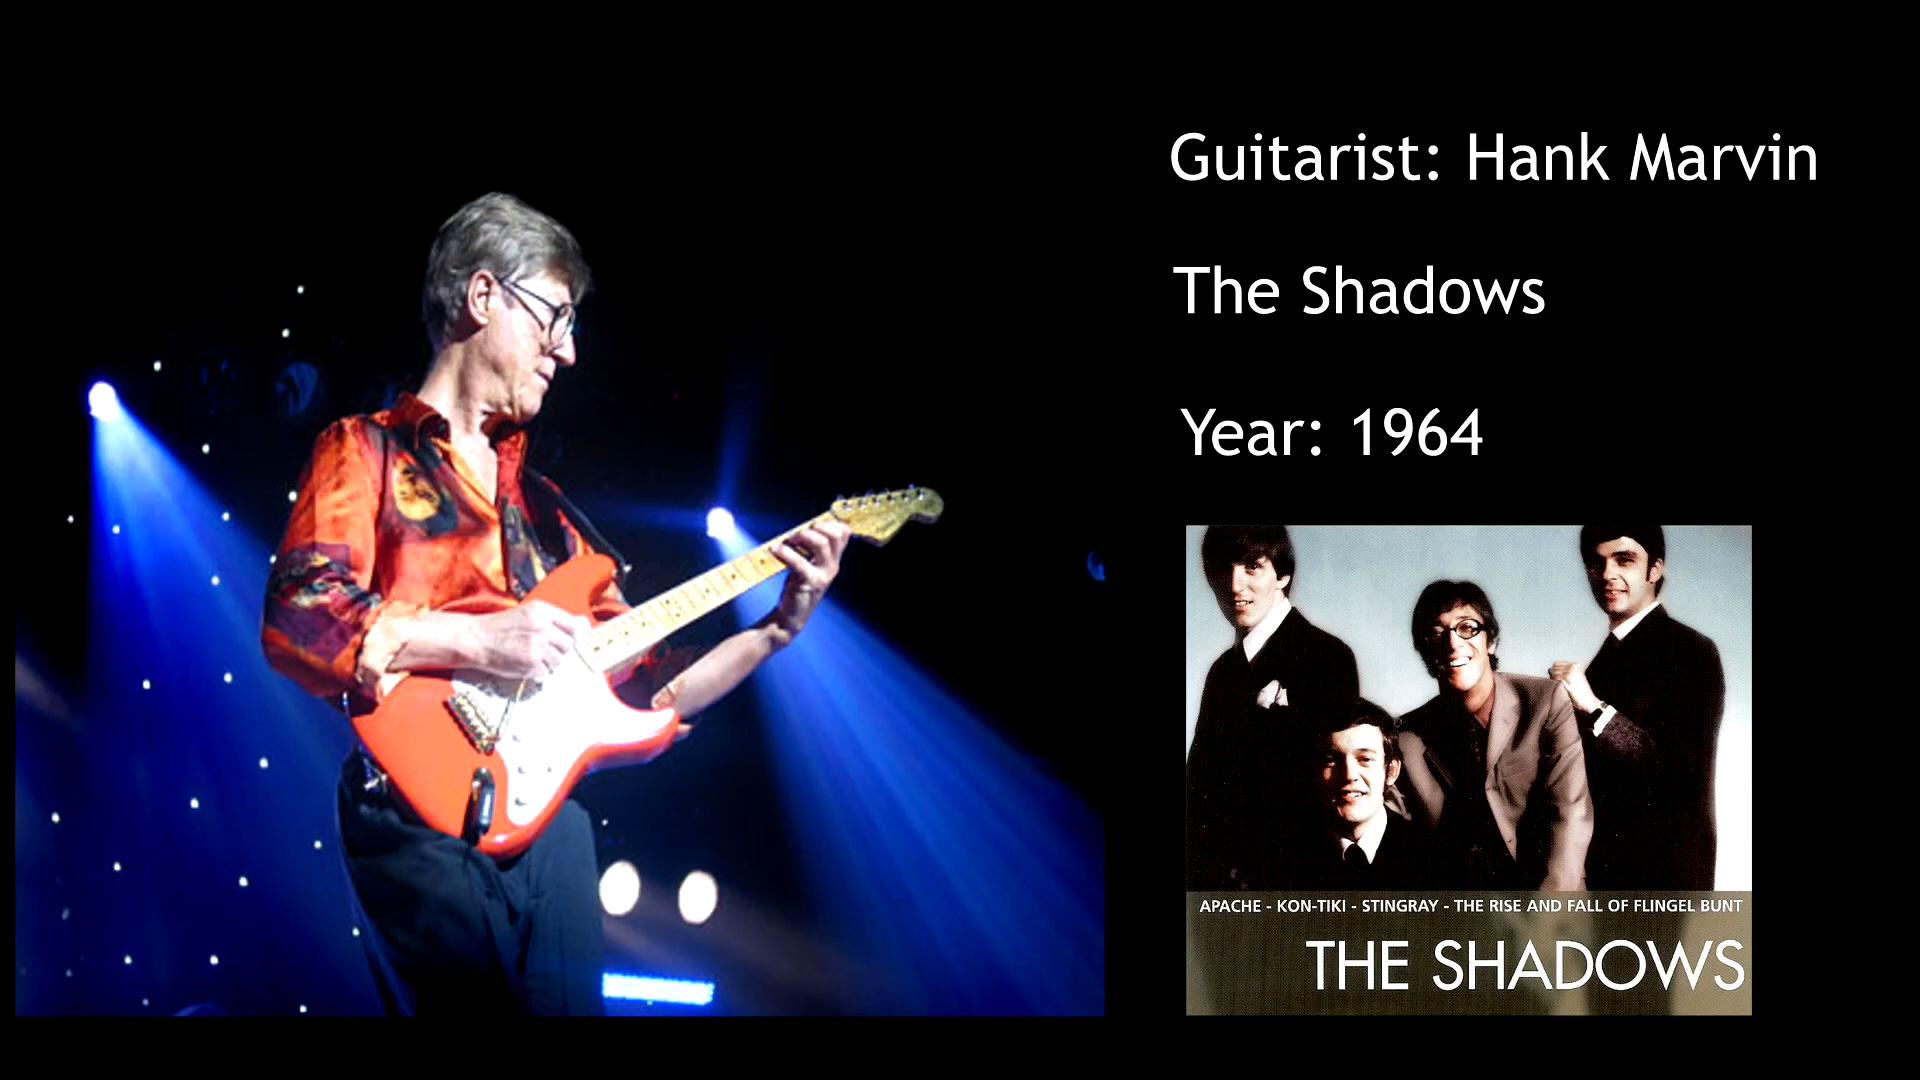 Guitarist: Hank Marvin
The Shadows
Year: 1964
APACHE - KON-TIKI - STINGRAY - THE RISE AND FALL OF FLINGEL BUNT
THE SHADOWS